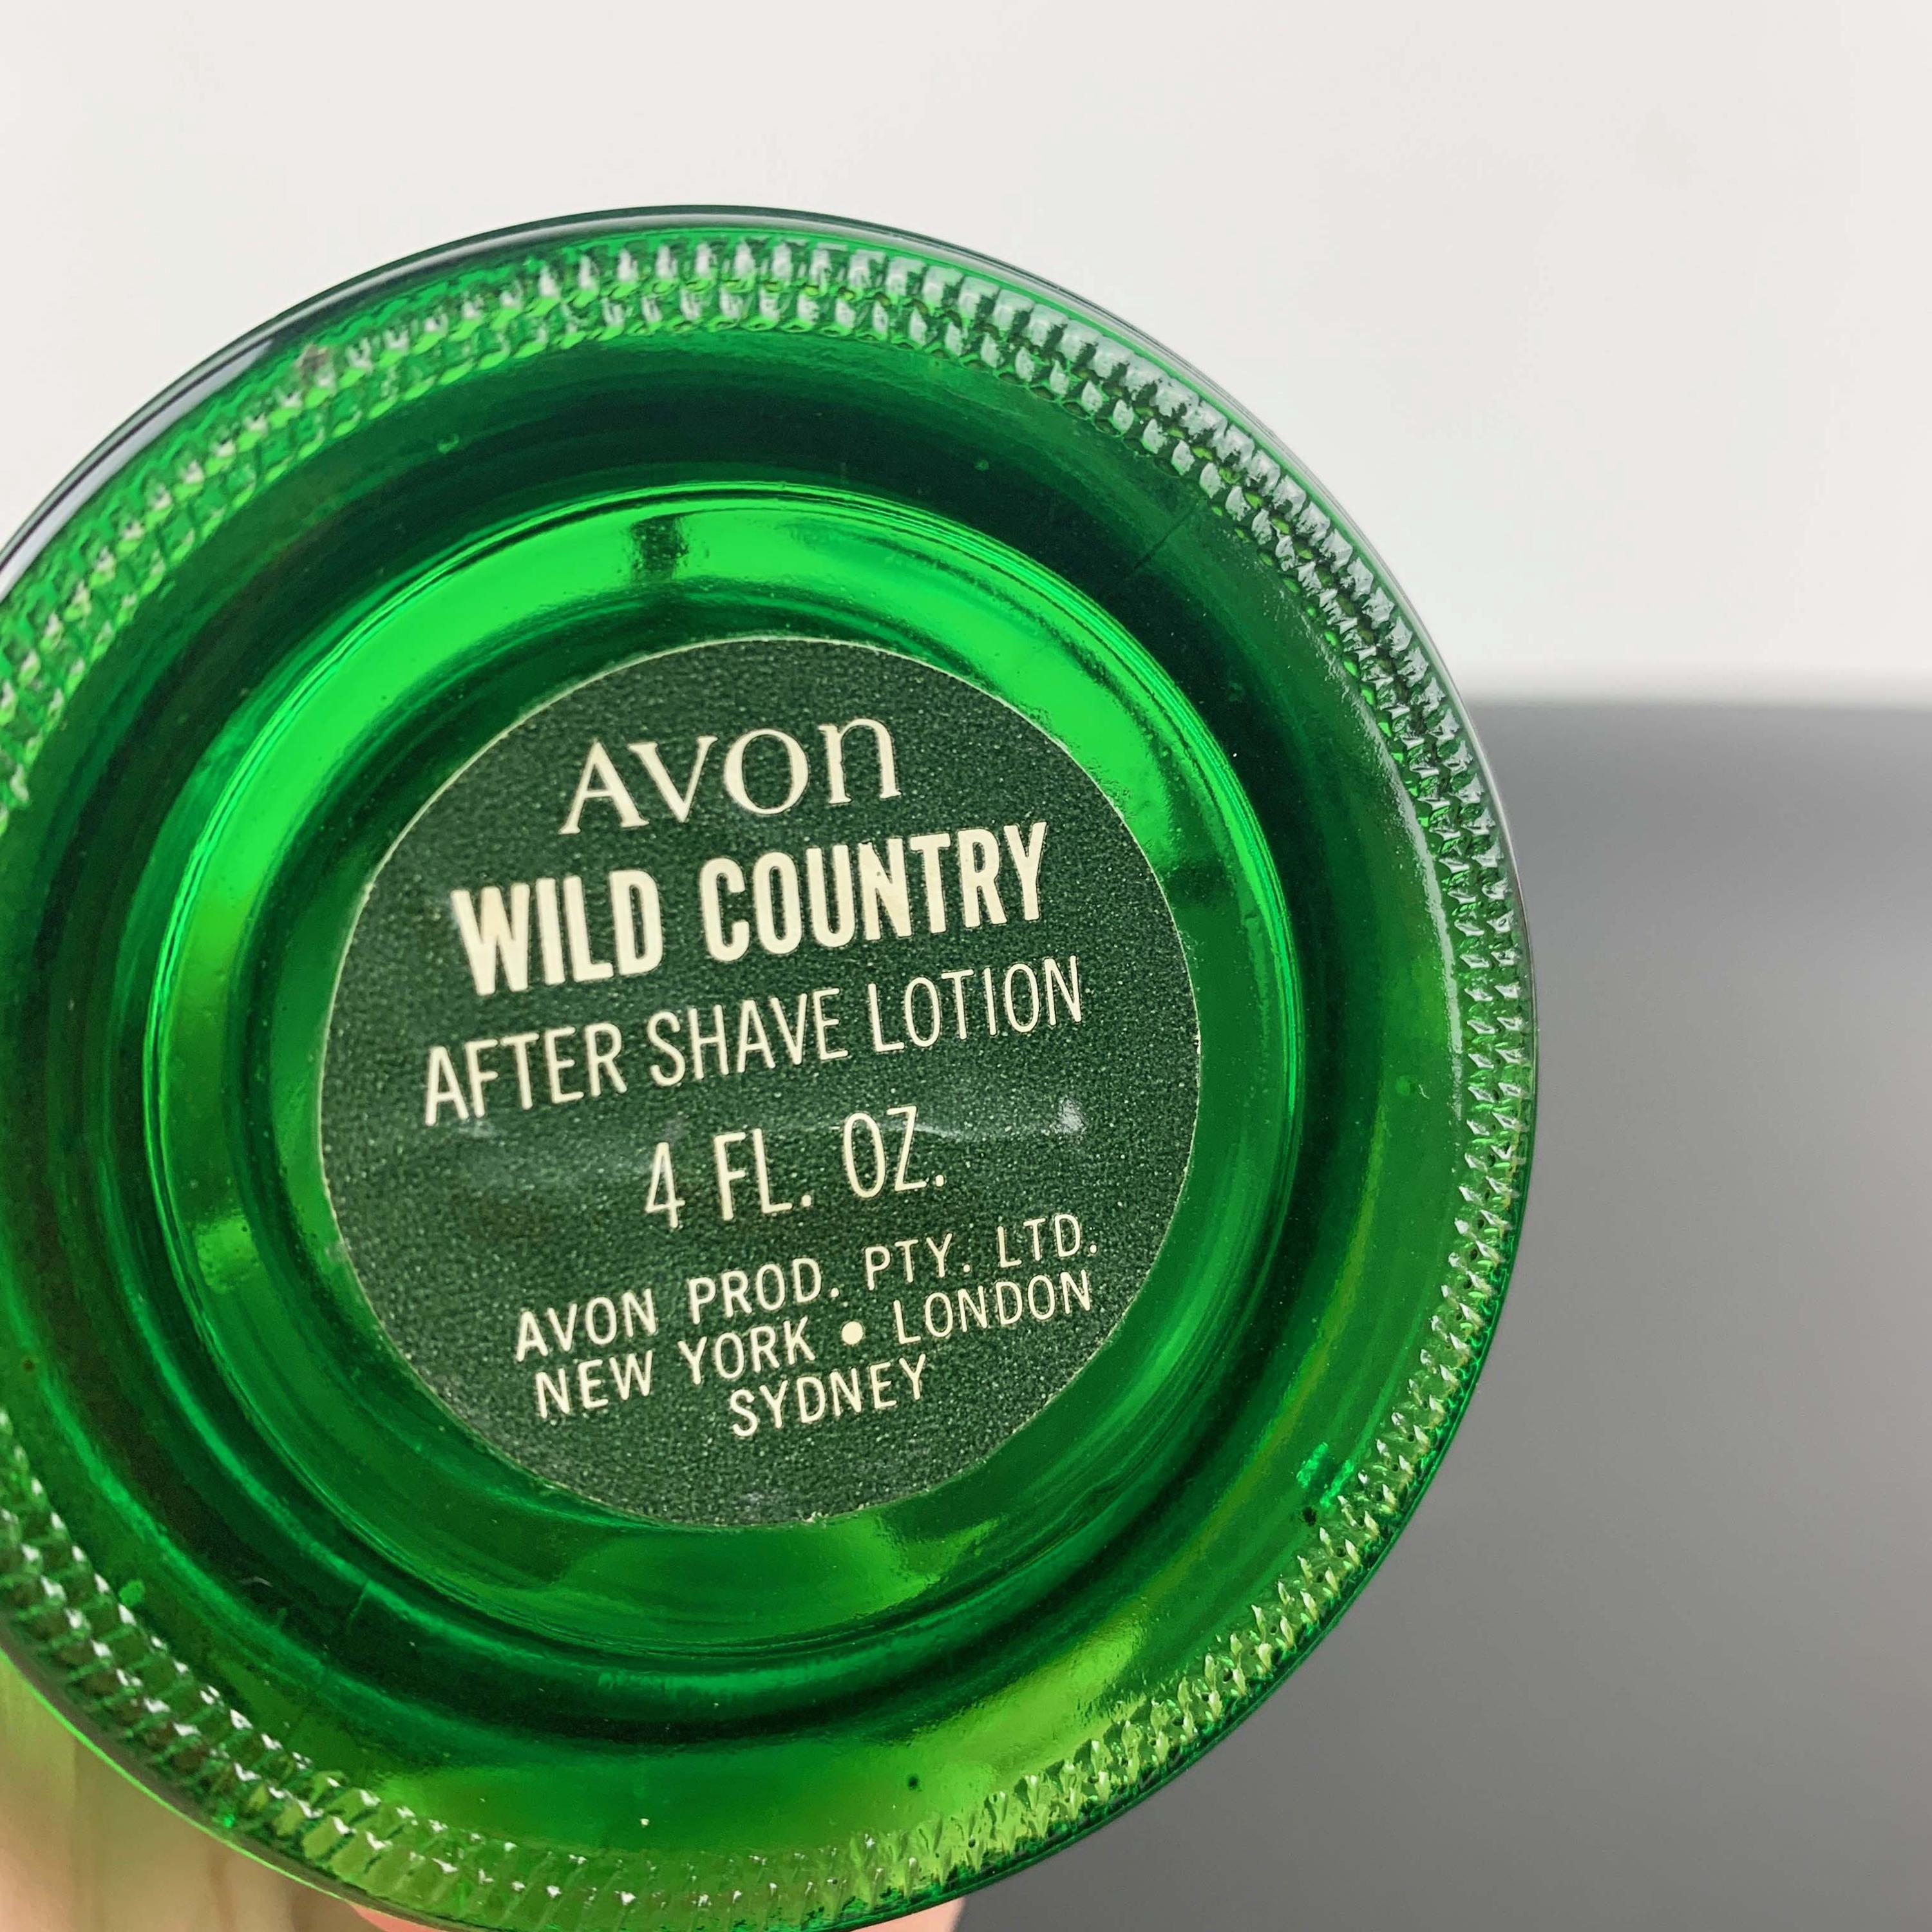 AVON
WILD COUNTRY
AFTER SHAVE LOTION
4 FL. OZ.
AVON PROD. PTY. LTD.
NEW YORK • LONDON
SYDNEY